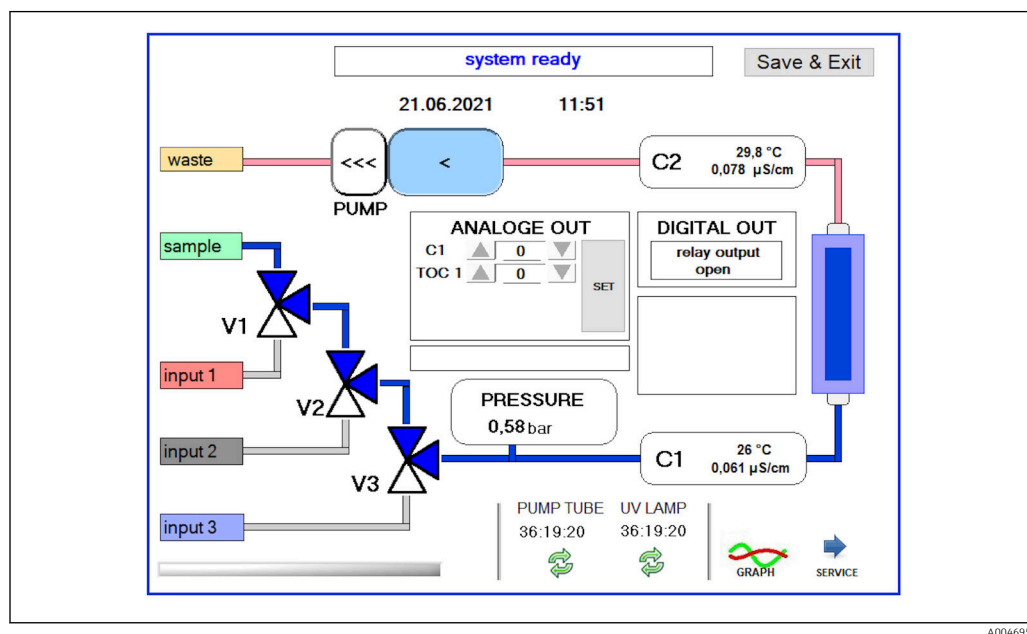 system ready
Save & Exit
21.06.2021 11:51
waste
<<<
<
PUMP
C2
29,8 °C
0,078 µS/cm
sample
V1
input 1
V2
input 2
V3
input 3
ANALOGE OUT
C1 0
TOC 1 0
SET
DIGITAL OUT
relay output
open
PRESSURE
0,58 bar
C1
26 °C
0,061 µS/cm
PUMP TUBE UV LAMP
36:19:20 36:19:20
GRAPH
SERVICE